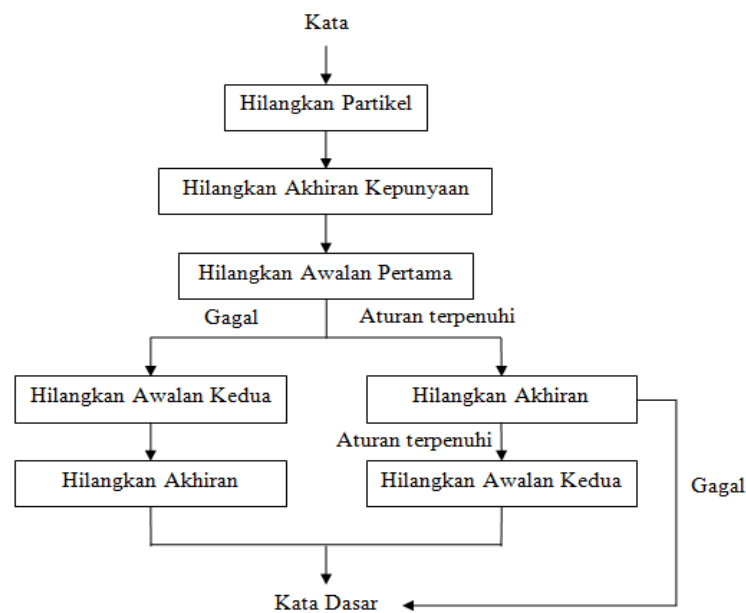 Kata
Hilangkan Partikel
Hilangkan Akhiran Kepunyaan
Hilangkan Awalan Pertama
Gagal
Aturan terpenuhi
Hilangkan Awalan Kedua
Hilangkan Akhiran
Aturan terpenuhi
Hilangkan Akhiran
Hilangkan Awalan Kedua
Gagal
Kata Dasar